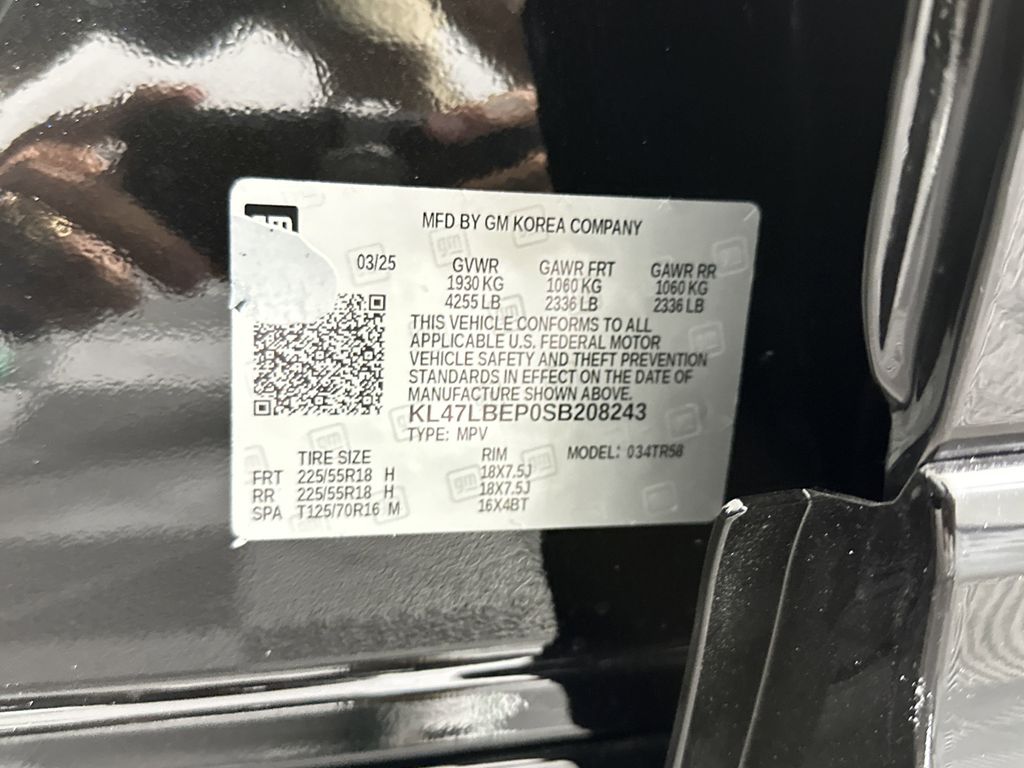 gm
MFD BY GM KOREA COMPANY
03/25 GVWR GAWR FRT GAWR RR
1930 KG 1060 KG 1060 KG
4255 LB 2336 LB 2336 LB
THIS VEHICLE CONFORMS TO ALL
APPLICABLE U.S. FEDERAL MOTOR
VEHICLE SAFETY AND THEFT PREVENTION
STANDARDS IN EFFECT ON THE DATE OF
MANUFACTURE SHOWN ABOVE.
KL47LBEP0SB208243
TYPE: MPV
TIRE SIZE RIM MODEL: 034TR58
FRT 225/55R18 H 18X7.5J
RR 225/55R18 H 18X7.5J
SPA T125/70R16 M 16X4BT